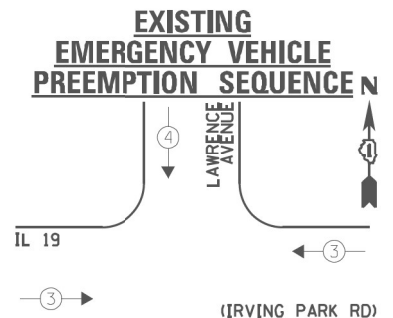 EXISTING
EMERGENCY VEHICLE
PREEMPTION SEQUENCE
N
4
LAWRENCE
AVENUE
IL 19
3
3
(IRVING PARK RD)